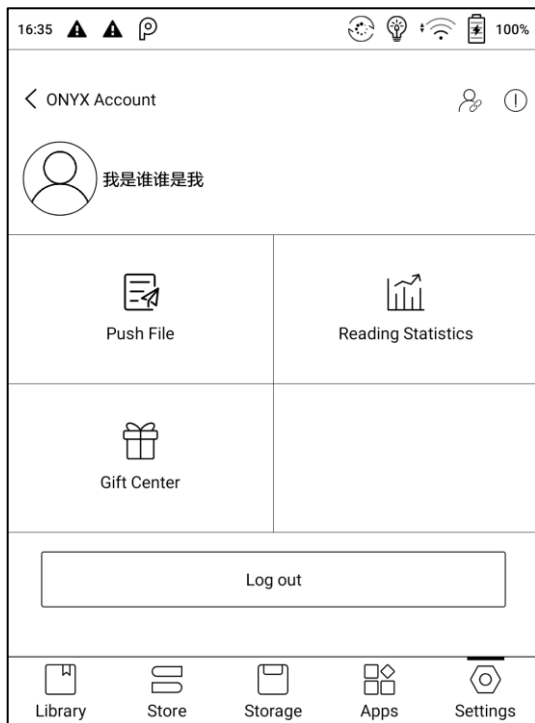 16:35 100%
ONYX Account
我是谁谁是我
Push File
Reading Statistics
Gift Center
Log out
Library Store Storage Apps Settings